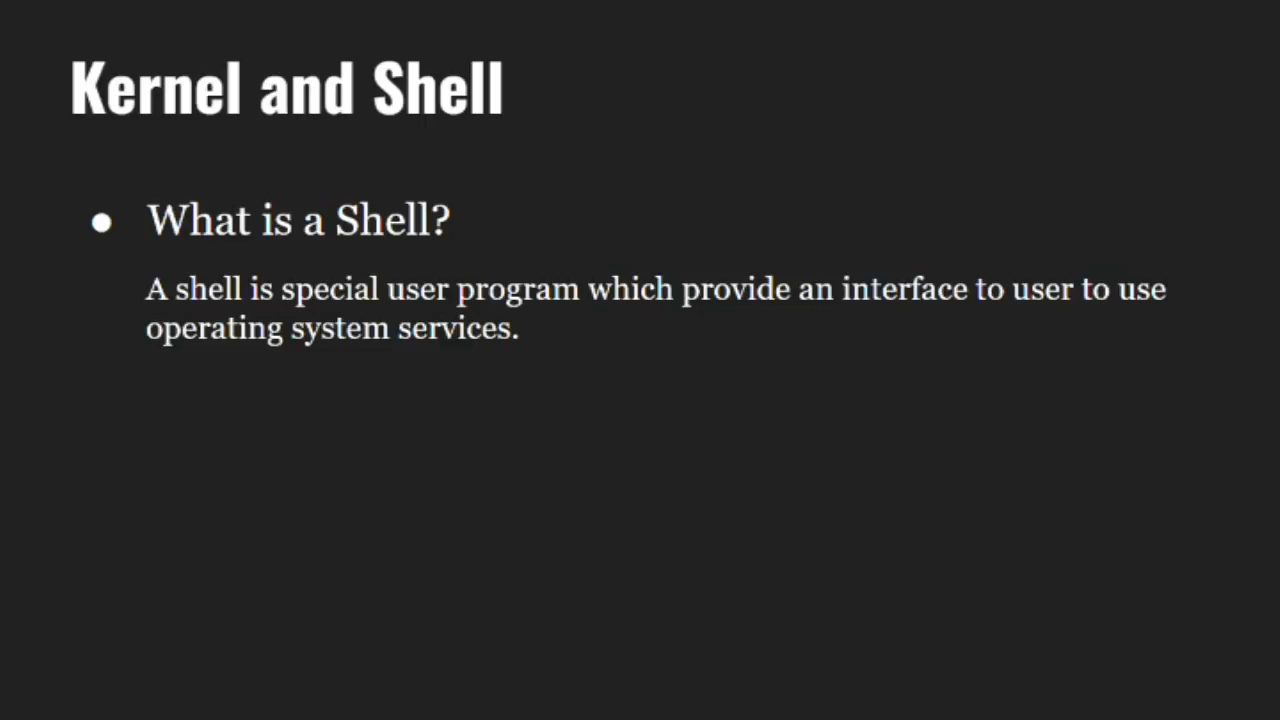 Kernel and Shell
● What is a Shell?
A shell is special user program which provide an interface to user to use
operating system services.